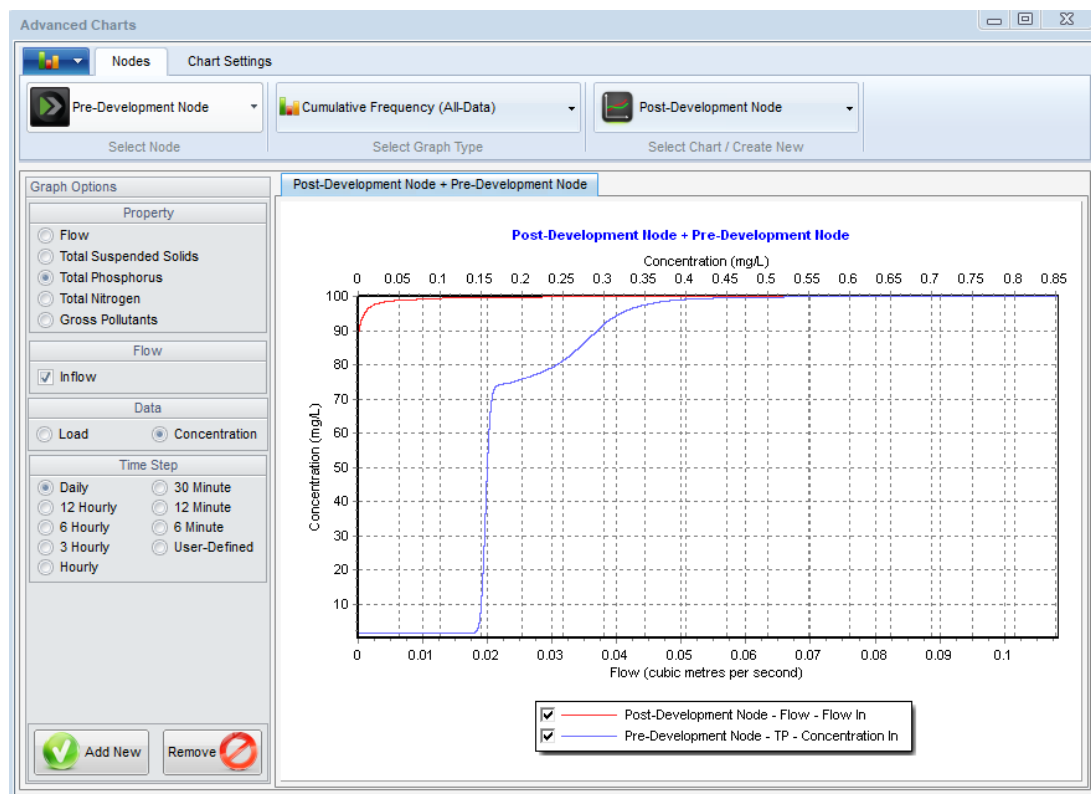 Advanced Charts
Nodes Chart Settings
Pre-Development Node Cumulative Frequency (All-Data) Post-Development Node
Select Node Select Graph Type Select Chart / Create New
Graph Options
Property
Flow
Total Suspended Solids
Total Phosphorus
Total Nitrogen
Gross Pollutants
Flow
Inflow
Data
Load Concentration
Time Step
Daily 30 Minute
12 Hourly 12 Minute
6 Hourly 6 Minute
3 Hourly User-Defined
Hourly
Add New Remove
Post-Development Node + Pre-Development Node
Post-Development Node + Pre-Development Node
Concentration (mg/L)
0 0.05 0.1 0.15 0.2 0.25 0.3 0.35 0.4 0.45 0.5 0.55 0.6 0.65 0.7 0.75 0.8 0.85
Concentration (mg/L)
100
90
80
70
60
50
40
30
20
10
0 0.01 0.02 0.03 0.04 0.05 0.06 0.07 0.08 0.09 0.1
Flow (cubic metres per second)
Post-Development Node - Flow - Flow In
Pre-Development Node - TP - Concentration In